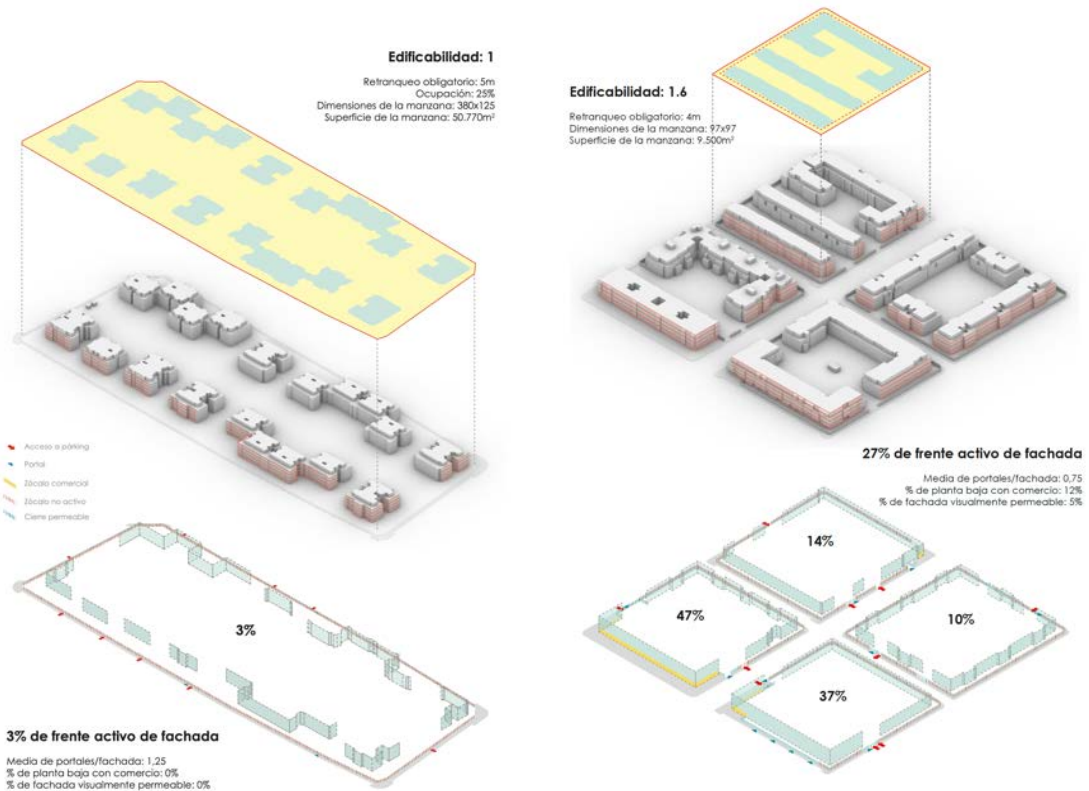 Edificabilidad: 1
Retranqueo obligatorio: 5m
Ocupación: 25%
Dimensiones de la manzana: 380x125
Superficie de la manzana: 50.770m²
Edificabilidad: 1.6
Retranqueo obligatorio: 4m
Dimensiones de la manzana: 97x97
Superficie de la manzana: 9.500m²
Acceso a párking
Portal
Zócalo comercial
Zócalo no activo
Cierre permeable
3%
3% de frente activo de fachada
Media de portales/fachada: 1,25
% de planta baja con comercio: 0%
% de fachada visualmente permeable: 0%
27% de frente activo de fachada
Media de portales/fachada: 0,75
% de planta baja con comercio: 12%
% de fachada visualmente permeable: 5%
14%
47%
10%
37%